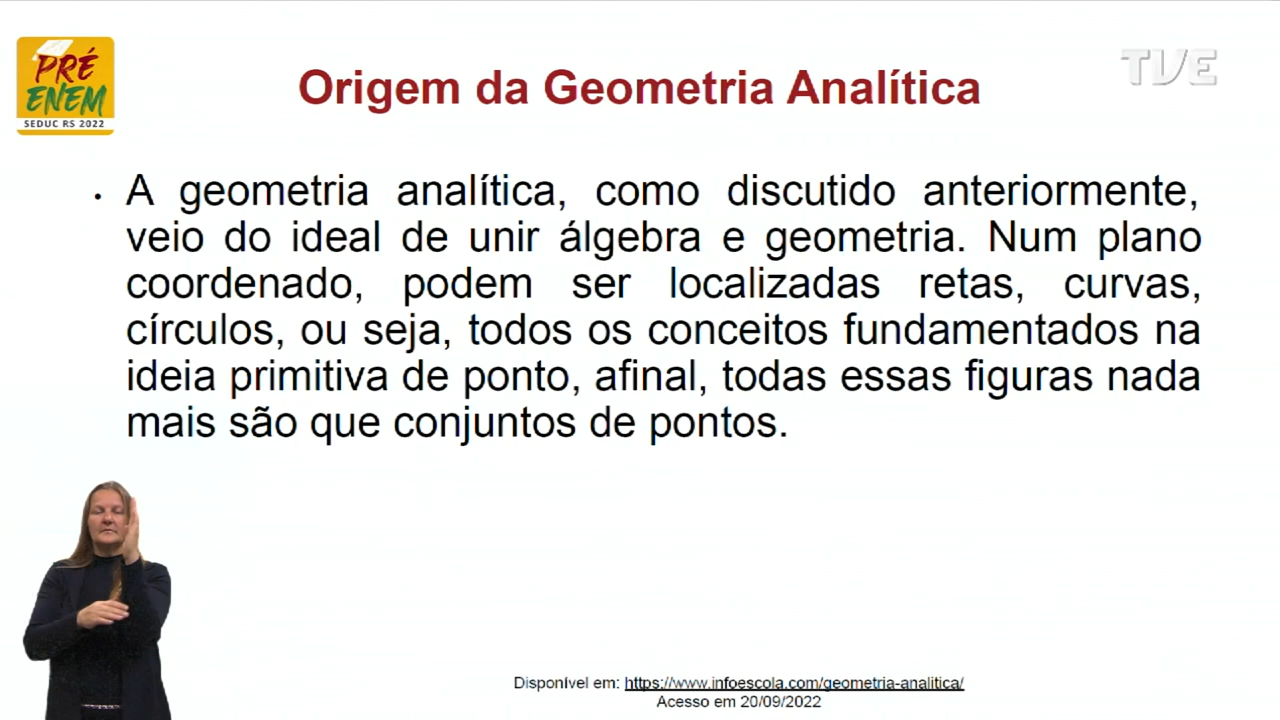 PRÉ
ENEM
SEDUC RS 2022
Origem da Geometria Analítica
TVE
• A geometria analítica, como discutido anteriormente,
veio do ideal de unir álgebra e geometria. Num plano
coordenado, podem ser localizadas retas, curvas,
círculos, ou seja, todos os conceitos fundamentados na
ideia primitiva de ponto, afinal, todas essas figuras nada
mais são que conjuntos de pontos.
Disponível em: https://www.infoescola.com/geometria-analitica/
Acesso em 20/09/2022